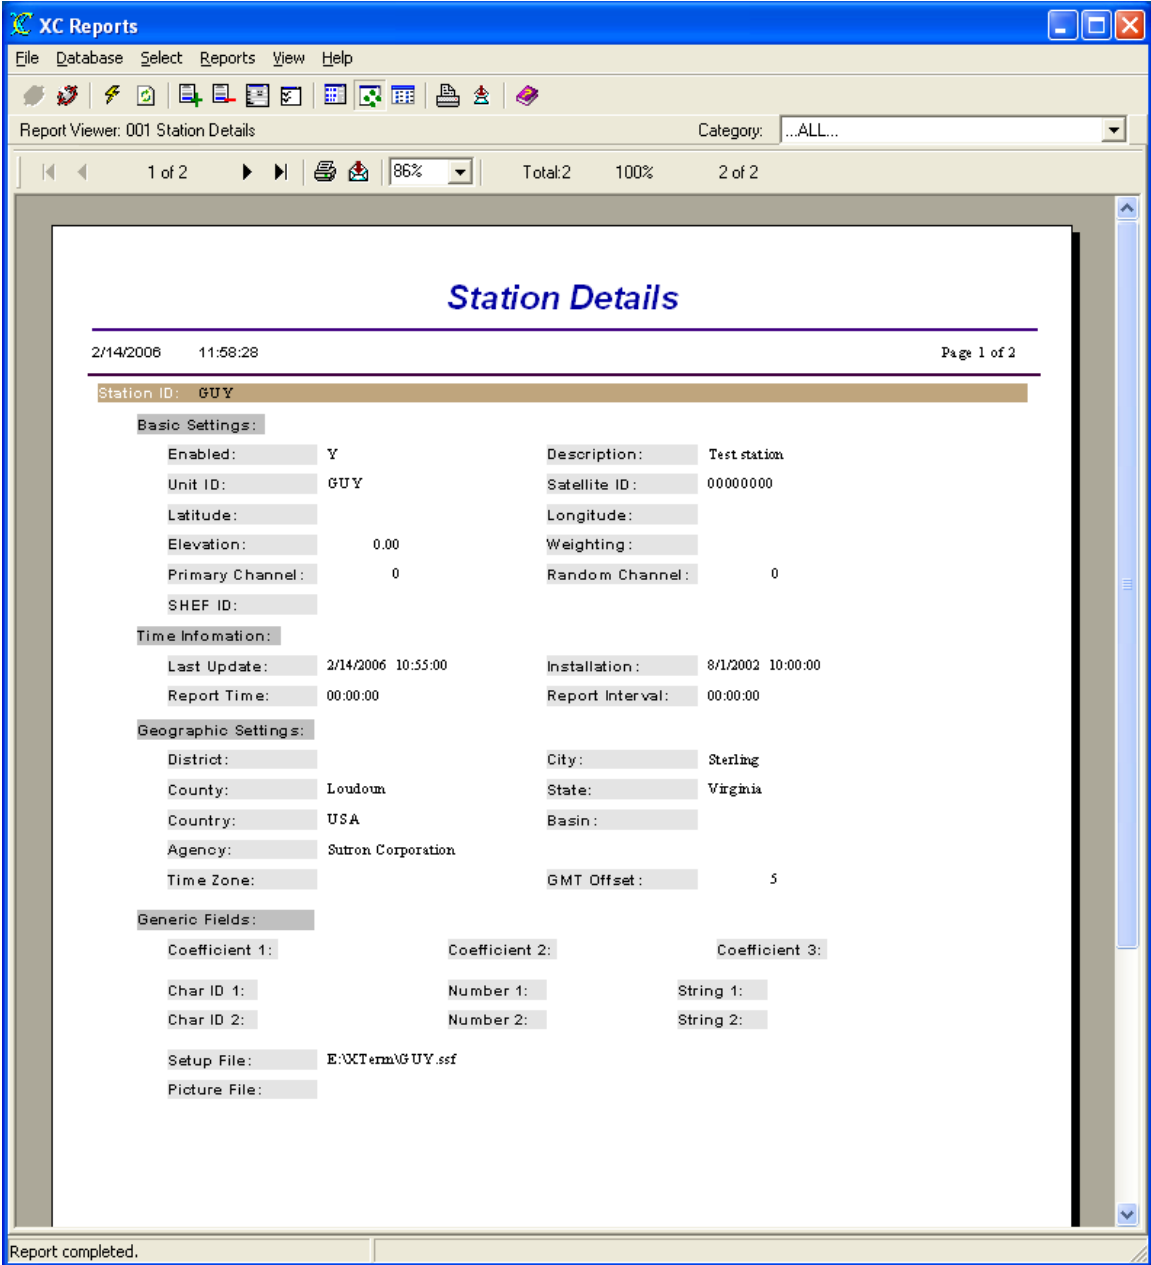 XC Reports
File Database Select Reports View Help
Report Viewer: 001 Station Details Category: ...ALL...
1 of 2 86% Total:2 100% 2 of 2
Station Details
2/14/2006 11:58:28 Page 1 of 2
Station ID: GUY
Basic Settings:
Enabled: Y Description: Test station
Unit ID: GUY Satellite ID: 00000000
Latitude: Longitude:
Elevation: 0.00 Weighting:
Primary Channel: 0 Random Channel: 0
SHEF ID:
Time Infomation:
Last Update: 2/14/2006 10:55:00 Installation: 8/1/2002 10:00:00
Report Time: 00:00:00 Report Interval: 00:00:00
Geographic Settings:
District: City: Sterling
County: Loudoun State: Virginia
Country: USA Basin:
Agency: Sutron Corporation
Time Zone: GMT Offset: 5
Generic Fields:
Coefficient 1: Coefficient 2: Coefficient 3:
Char ID 1: Number 1: String 1:
Char ID 2: Number 2: String 2:
Setup File: E:\XTerm\GUY.ssf
Picture File:
Report completed.